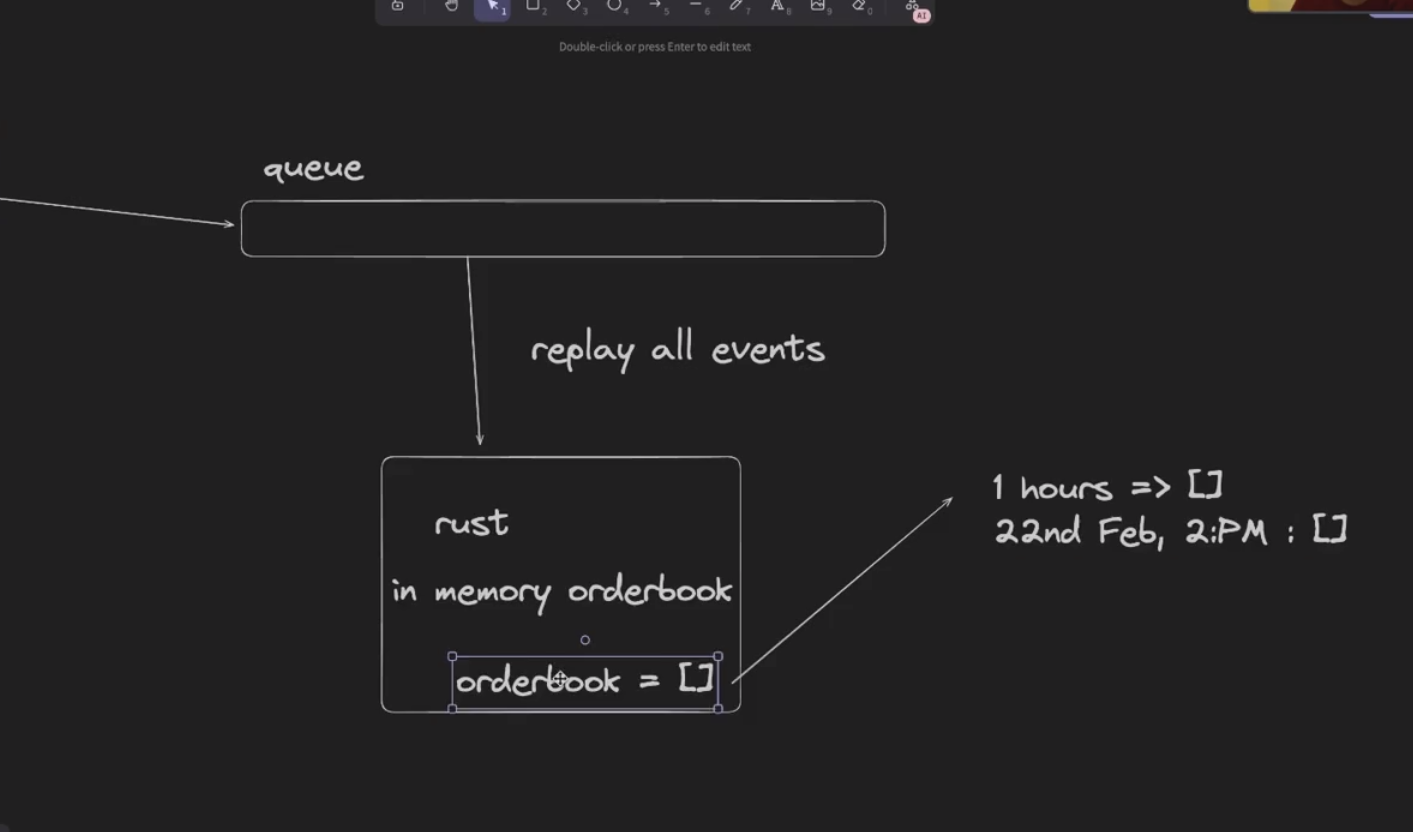 1
2
3
4
5
6
7
A
8
9
0
AI
Double-click or press Enter to edit text
queue
replay all events
rust
in memory orderbook
orderbook = []
1 hours => []
22nd Feb, 2:PM : []